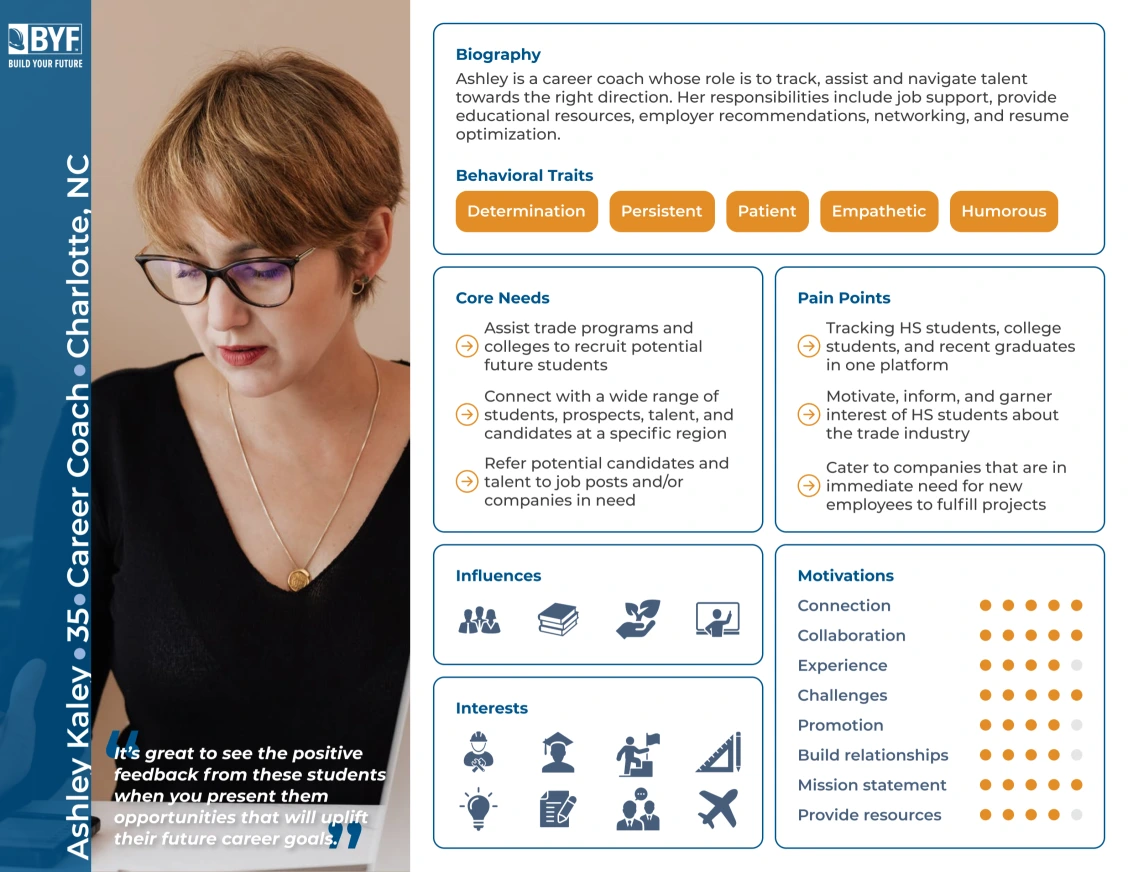 BYF
BUILD YOUR FUTURE
Ashley Kaley • 35 • Career Coach • Charlotte, NC
“It’s great to see the positive
feedback from these students
when you present them
opportunities that will uplift
their future career goals.”
Biography
Ashley is a career coach whose role is to track, assist and navigate talent
towards the right direction. Her responsibilities include job support, provide
educational resources, employer recommendations, networking, and resume
optimization.
Behavioral Traits
Determination
Persistent
Patient
Empathetic
Humorous
Core Needs
Assist trade programs and
colleges to recruit potential
future students
Connect with a wide range of
students, prospects, talent, and
candidates at a specific region
Refer potential candidates and
talent to job posts and/or
companies in need
Pain Points
Tracking HS students, college
students, and recent graduates
in one platform
Motivate, inform, and garner
interest of HS students about
the trade industry
Cater to companies that are in
immediate need for new
employees to fulfill projects
Influences
Interests
Motivations
Connection
Collaboration
Experience
Challenges
Promotion
Build relationships
Mission statement
Provide resources